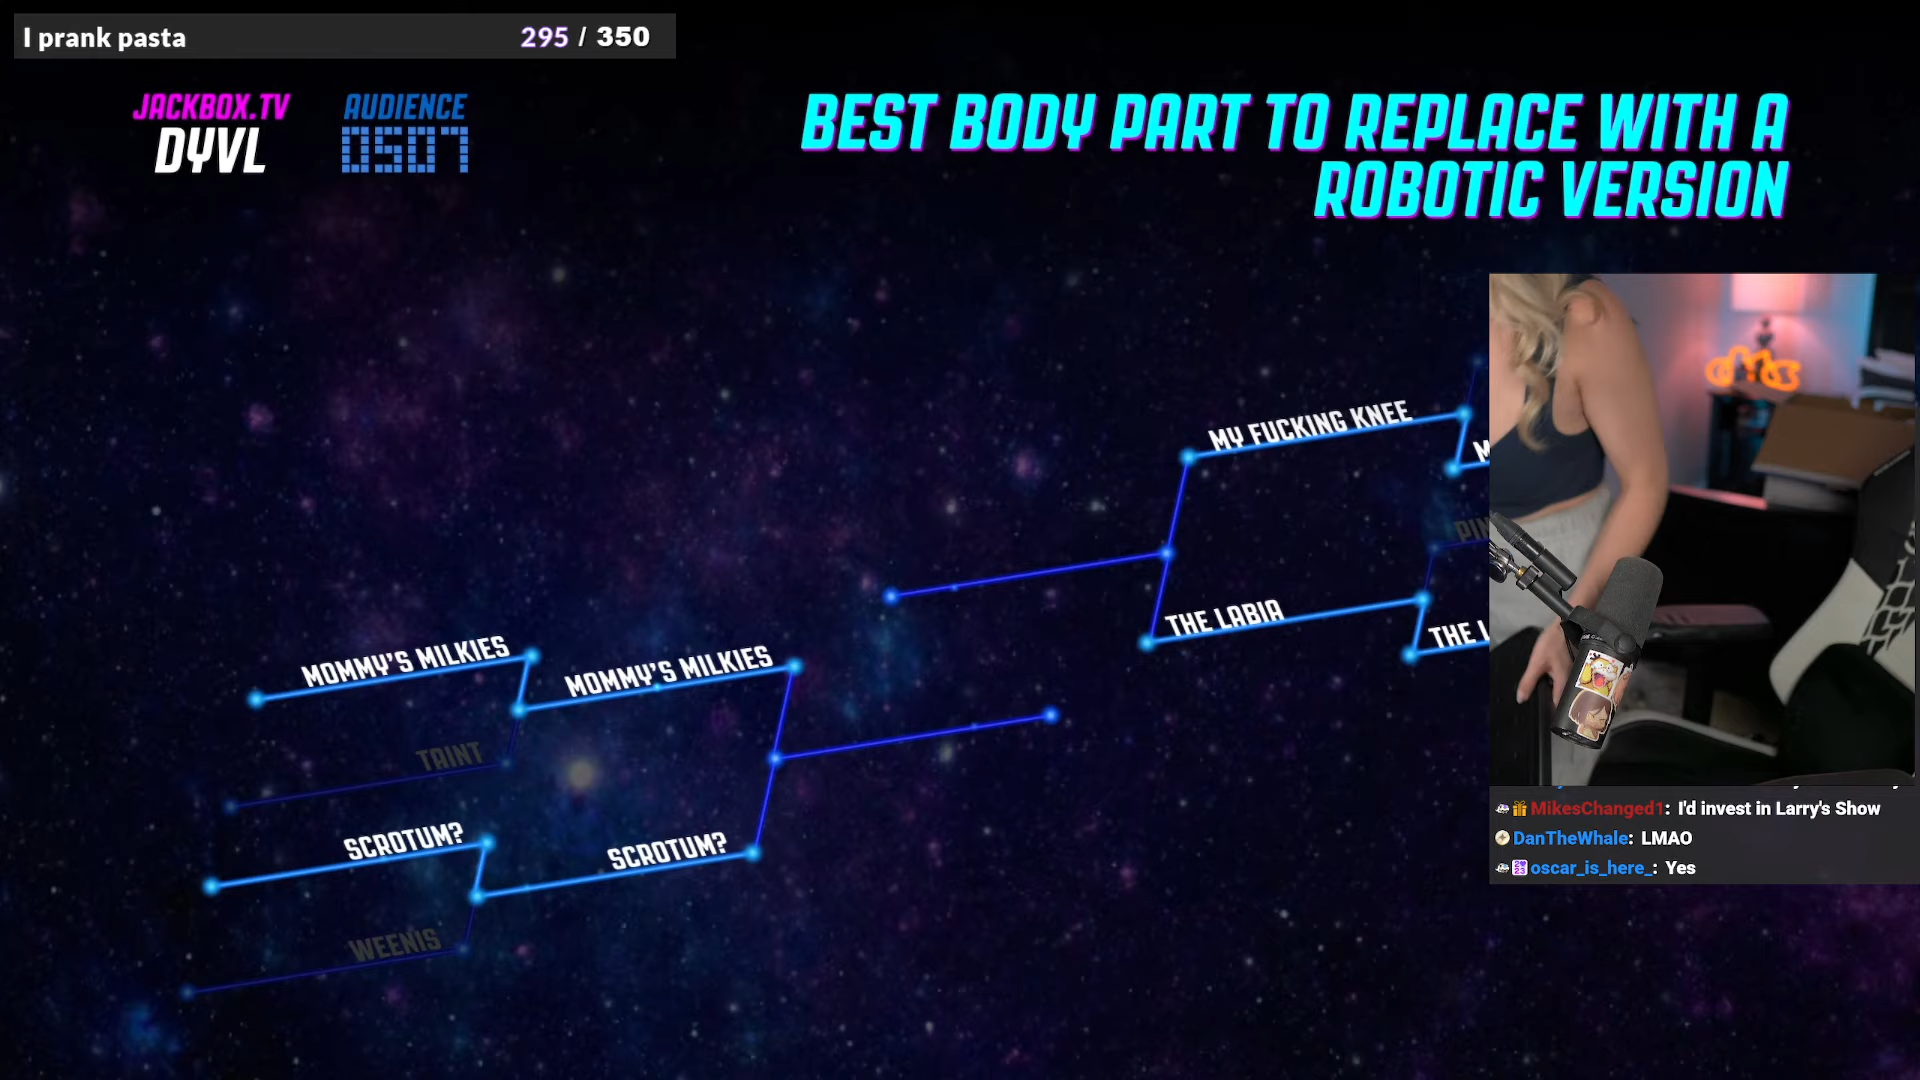 I prank pasta 295 / 350
JACKBOX.TV
DYVL
AUDIENCE
0507
BEST BODY PART TO REPLACE WITH A
ROBOTIC VERSION
MY FUCKING KNEE
M
PIN
THE LABIA
THE L
MOMMY'S MILKIES
MOMMY'S MILKIES
TAINT
SCROTUM?
SCROTUM?
WEENIS
MikesChanged1: I'd invest in Larry's Show
DanTheWhale: LMAO
oscar_is_here_: Yes